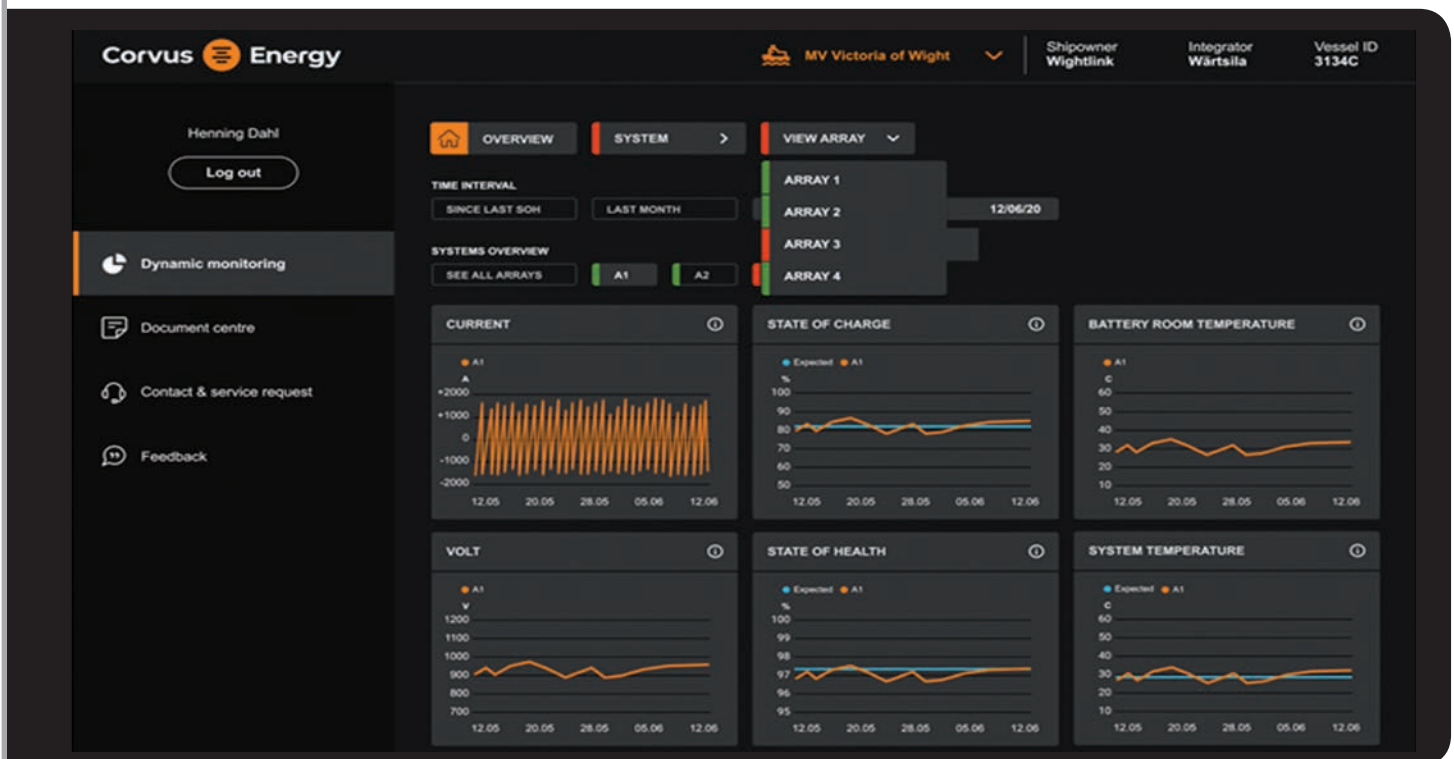 Corvus Energy
MV Victoria of Wight
Shipowner
Wightlink
Integrator
Wärtsila
Vessel ID
3134C
Henning Dahl
Log out
Dynamic monitoring
Document centre
Contact & service request
Feedback
OVERVIEW
SYSTEM >
VIEW ARRAY
ARRAY 1
ARRAY 2
ARRAY 3
ARRAY 4
TIME INTERVAL
SINCE LAST SOH
LAST MONTH
12/06/20
SYSTEMS OVERVIEW
SEE ALL ARRAYS
A1
A2
CURRENT
A1
A
+2000
+1000
0
-1000
-2000
12.05 20.05 28.05 05.06 12.06
STATE OF CHARGE
Expected A1
%
100
90
80
70
60
50
12.05 20.05 28.05 05.06 12.06
BATTERY ROOM TEMPERATURE
A1
C
60
50
40
30
20
10
12.05 20.05 28.05 05.06 12.06
VOLT
A1
V
1200
1100
1000
900
800
700
12.05 20.05 28.05 05.06 12.06
STATE OF HEALTH
Expected A1
%
100
99
98
97
96
95
12.05 20.05 28.05 05.06 12.06
SYSTEM TEMPERATURE
Expected A1
C
60
50
40
30
20
10
12.05 20.05 28.05 05.06 12.06